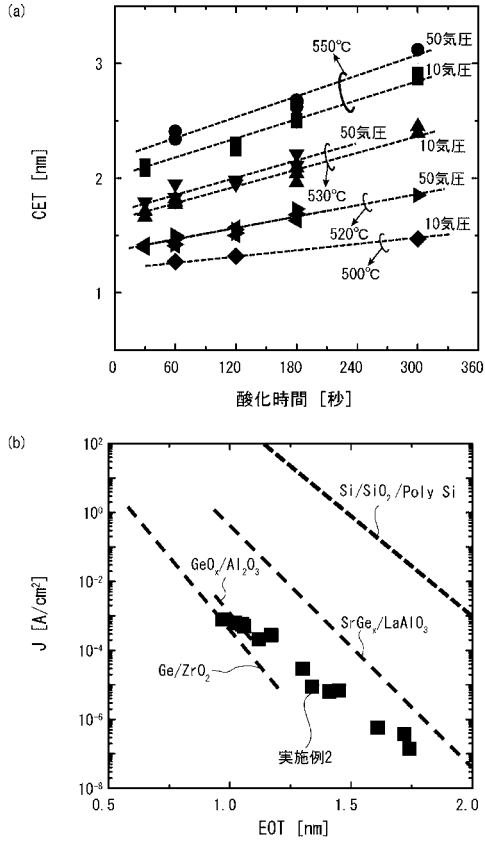 (a)
CET [nm]
3
2
1
550℃
50気圧
10気圧
50気圧
10気圧
530℃
50気圧
520℃
10気圧
500℃
0 60 120 180 240 300 360
酸化時間 [秒]
(b)
J [A/cm²]
10²
10⁰
10⁻²
10⁻⁴
10⁻⁶
10⁻⁸
Si/SiO₂/Poly Si
GeOₓ/Al₂O₃
SrGeₓ/LaAlO₃
Ge/ZrO₂
実施例2
0.5 1.0 1.5 2.0
EOT [nm]